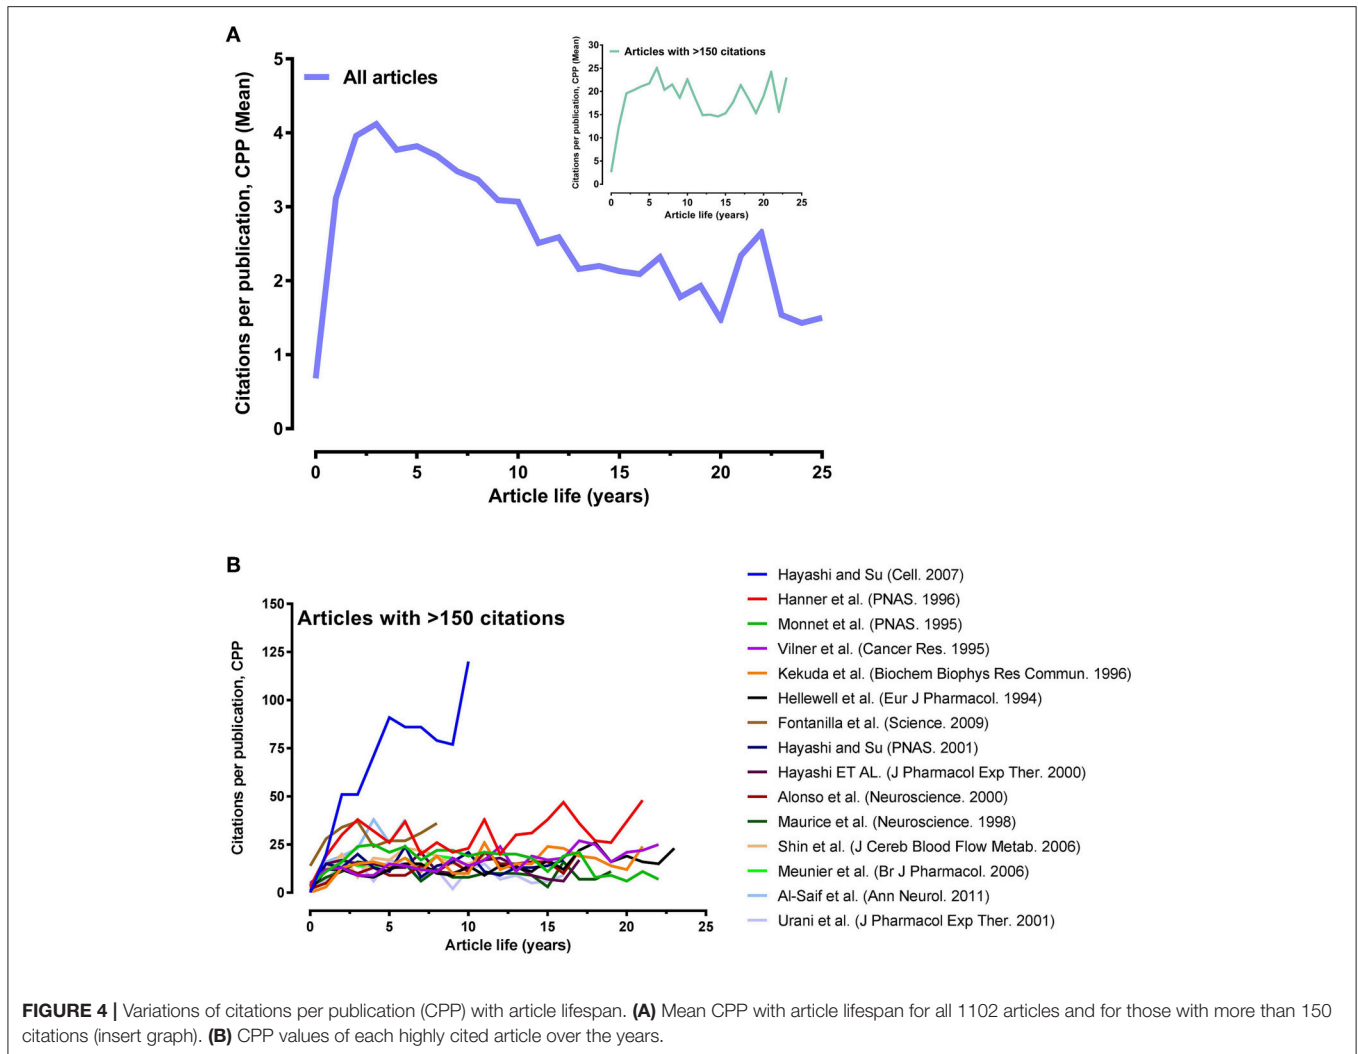 A
5
4
3
2
1
0
Citations per publication, CPP (Mean)
All articles
0 5 10 15 20 25
Article life (years)
30
25
20
15
10
5
0
Citations per publication, CPP (Mean)
Articles with >150 citations
0 5 10 15 20 25
Article life (years)
B
150
125
100
75
50
25
0
Citations per publication, CPP
Articles with >150 citations
0 5 10 15 20 25
Article life (years)
Hayashi and Su (Cell. 2007)
Hanner et al. (PNAS. 1996)
Monnet et al. (PNAS. 1995)
Vilner et al. (Cancer Res. 1995)
Kekuda et al. (Biochem Biophys Res Commun. 1996)
Hellewell et al. (Eur J Pharmacol. 1994)
Fontanilla et al. (Science. 2009)
Hayashi and Su (PNAS. 2001)
Hayashi ET AL. (J Pharmacol Exp Ther. 2000)
Alonso et al. (Neuroscience. 2000)
Maurice et al. (Neuroscience. 1998)
Shin et al. (J Cereb Blood Flow Metab. 2006)
Meunier et al. (Br J Pharmacol. 2006)
Al-Saif et al. (Ann Neurol. 2011)
Urani et al. (J Pharmacol Exp Ther. 2001)
FIGURE 4 | Variations of citations per publication (CPP) with article lifespan. (A) Mean CPP with article lifespan for all 1102 articles and for those with more than 150
citations (insert graph). (B) CPP values of each highly cited article over the years.